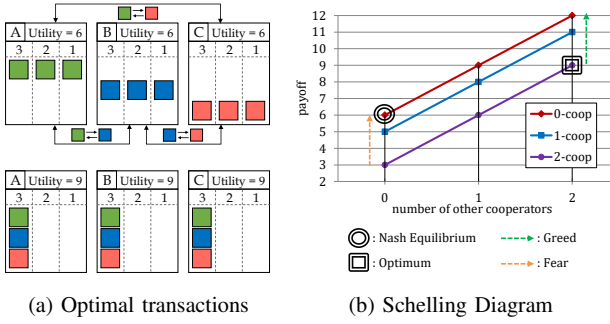 A Utility = 6
3 2 1
B Utility = 6
3 2 1
C Utility = 6
3 2 1
A Utility = 9
3 2 1
B Utility = 9
3 2 1
C Utility = 9
3 2 1
(a) Optimal transactions
payoff
12
11
10
9
8
7
6
5
4
3
2
0-coop
1-coop
2-coop
0 1 2
number of other cooperators
: Nash Equilibrium
: Greed
: Optimum
: Fear
(b) Schelling Diagram